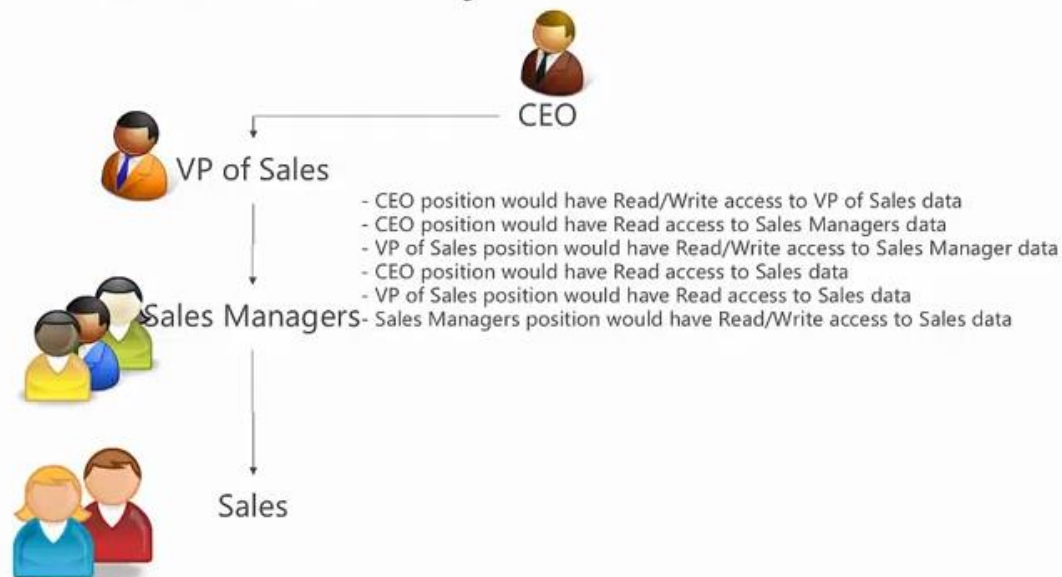 CEO
VP of Sales
- CEO position would have Read/Write access to VP of Sales data
- CEO position would have Read access to Sales Managers data
- VP of Sales position would have Read/Write access to Sales Manager data
- CEO position would have Read access to Sales data
- VP of Sales position would have Read access to Sales data
Sales Managers- Sales Managers position would have Read/Write access to Sales data
Sales